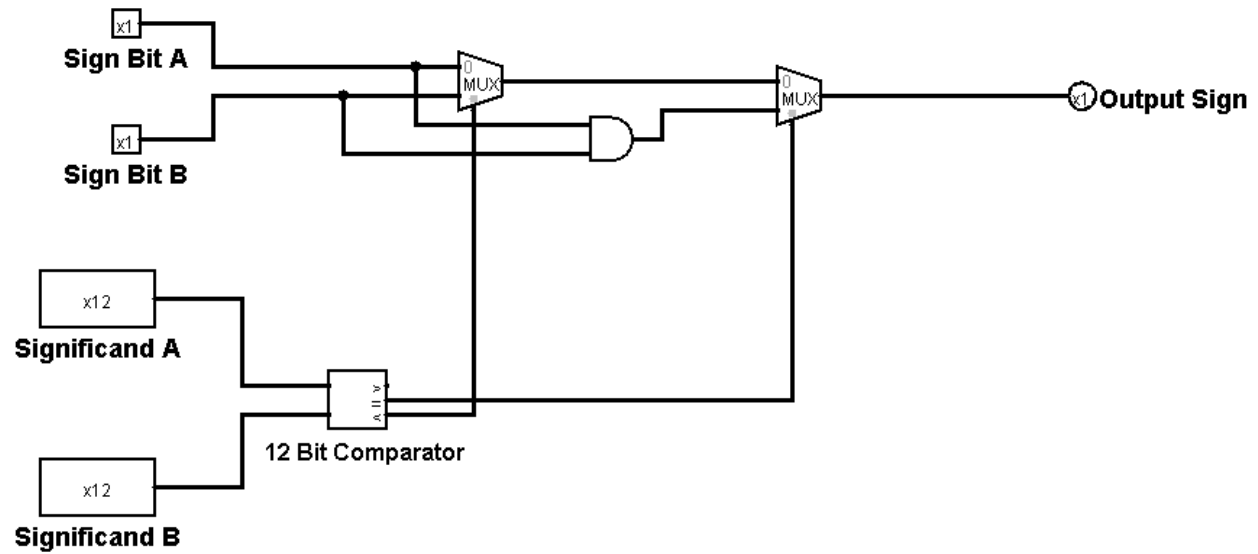 x1
Sign Bit A
0
MUX
0
MUX
x1
Output Sign
x1
Sign Bit B
x12
Significand A
>
=
<
12 Bit Comparator
x12
Significand B